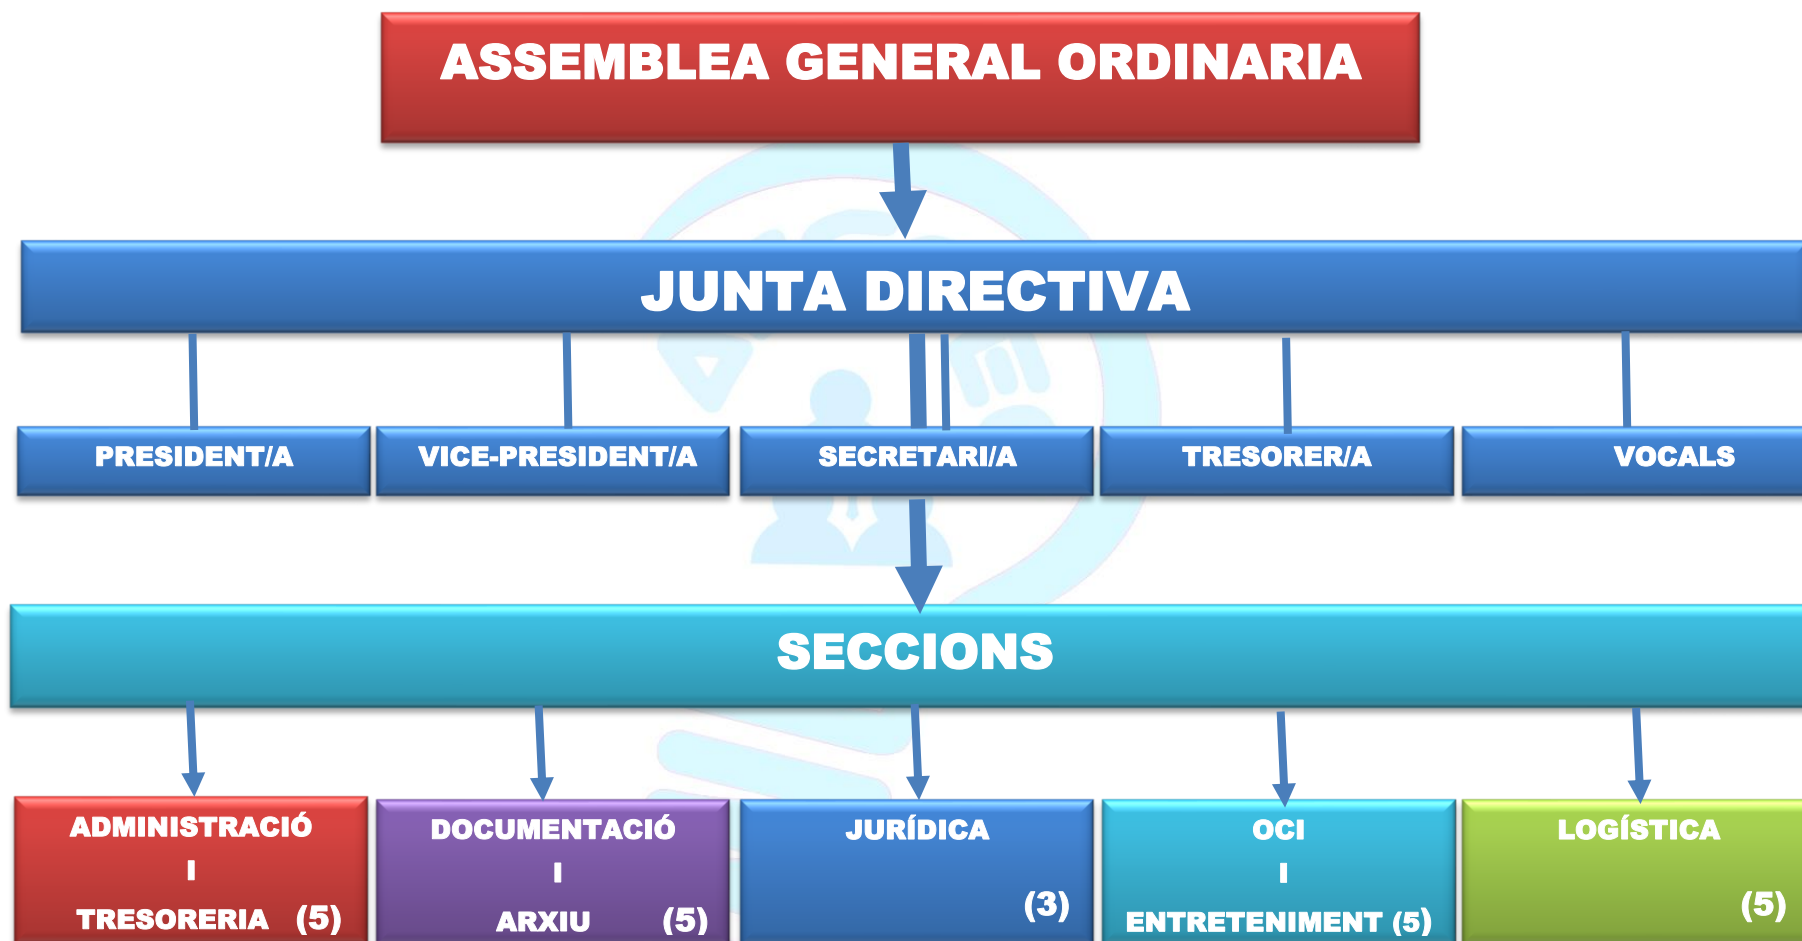 ASSEMBLEA GENERAL ORDINARIA
JUNTA DIRECTIVA
PRESIDENT/A
VICE-PRESIDENT/A
SECRETARI/A
TRESORER/A
VOCALS
SECCIONS
ADMINISTRACIÓ
I
TRESORERIA (5)
DOCUMENTACIÓ
I
ARXIU (5)
JURÍDICA
(3)
OCI
I
ENTRETENIMENT (5)
LOGÍSTICA
(5)